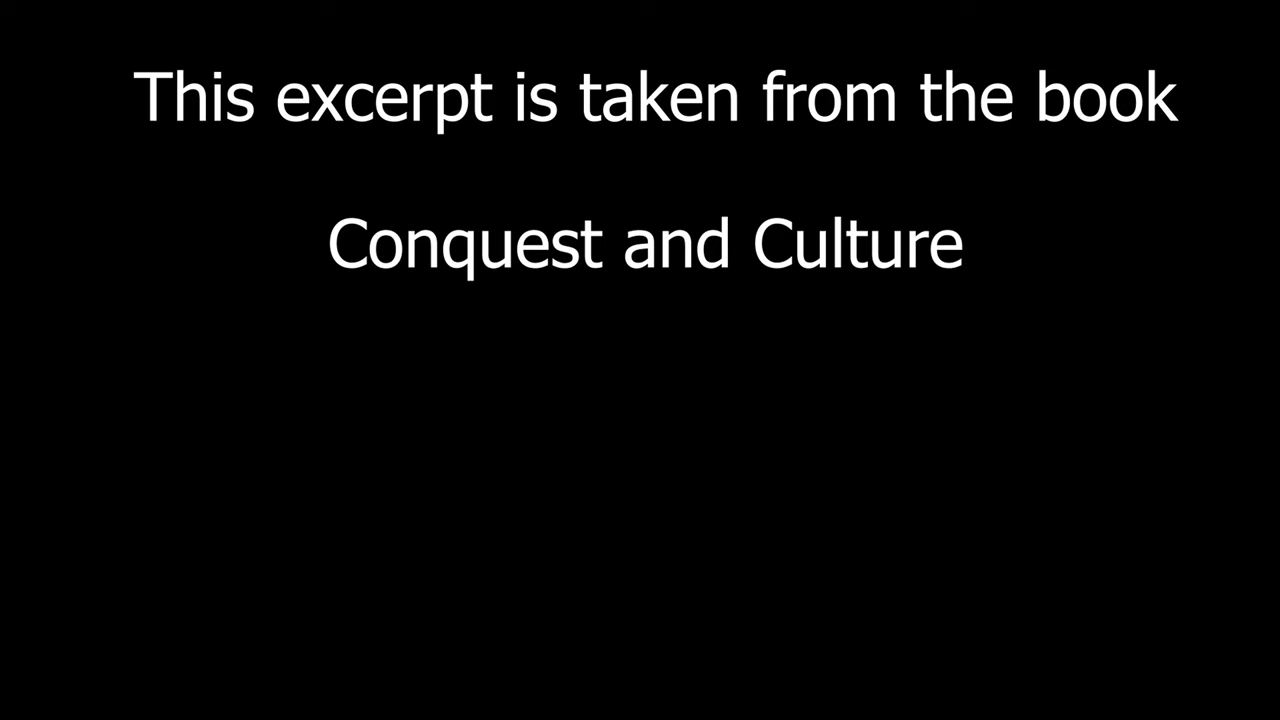 This excerpt is taken from the book
Conquest and Culture